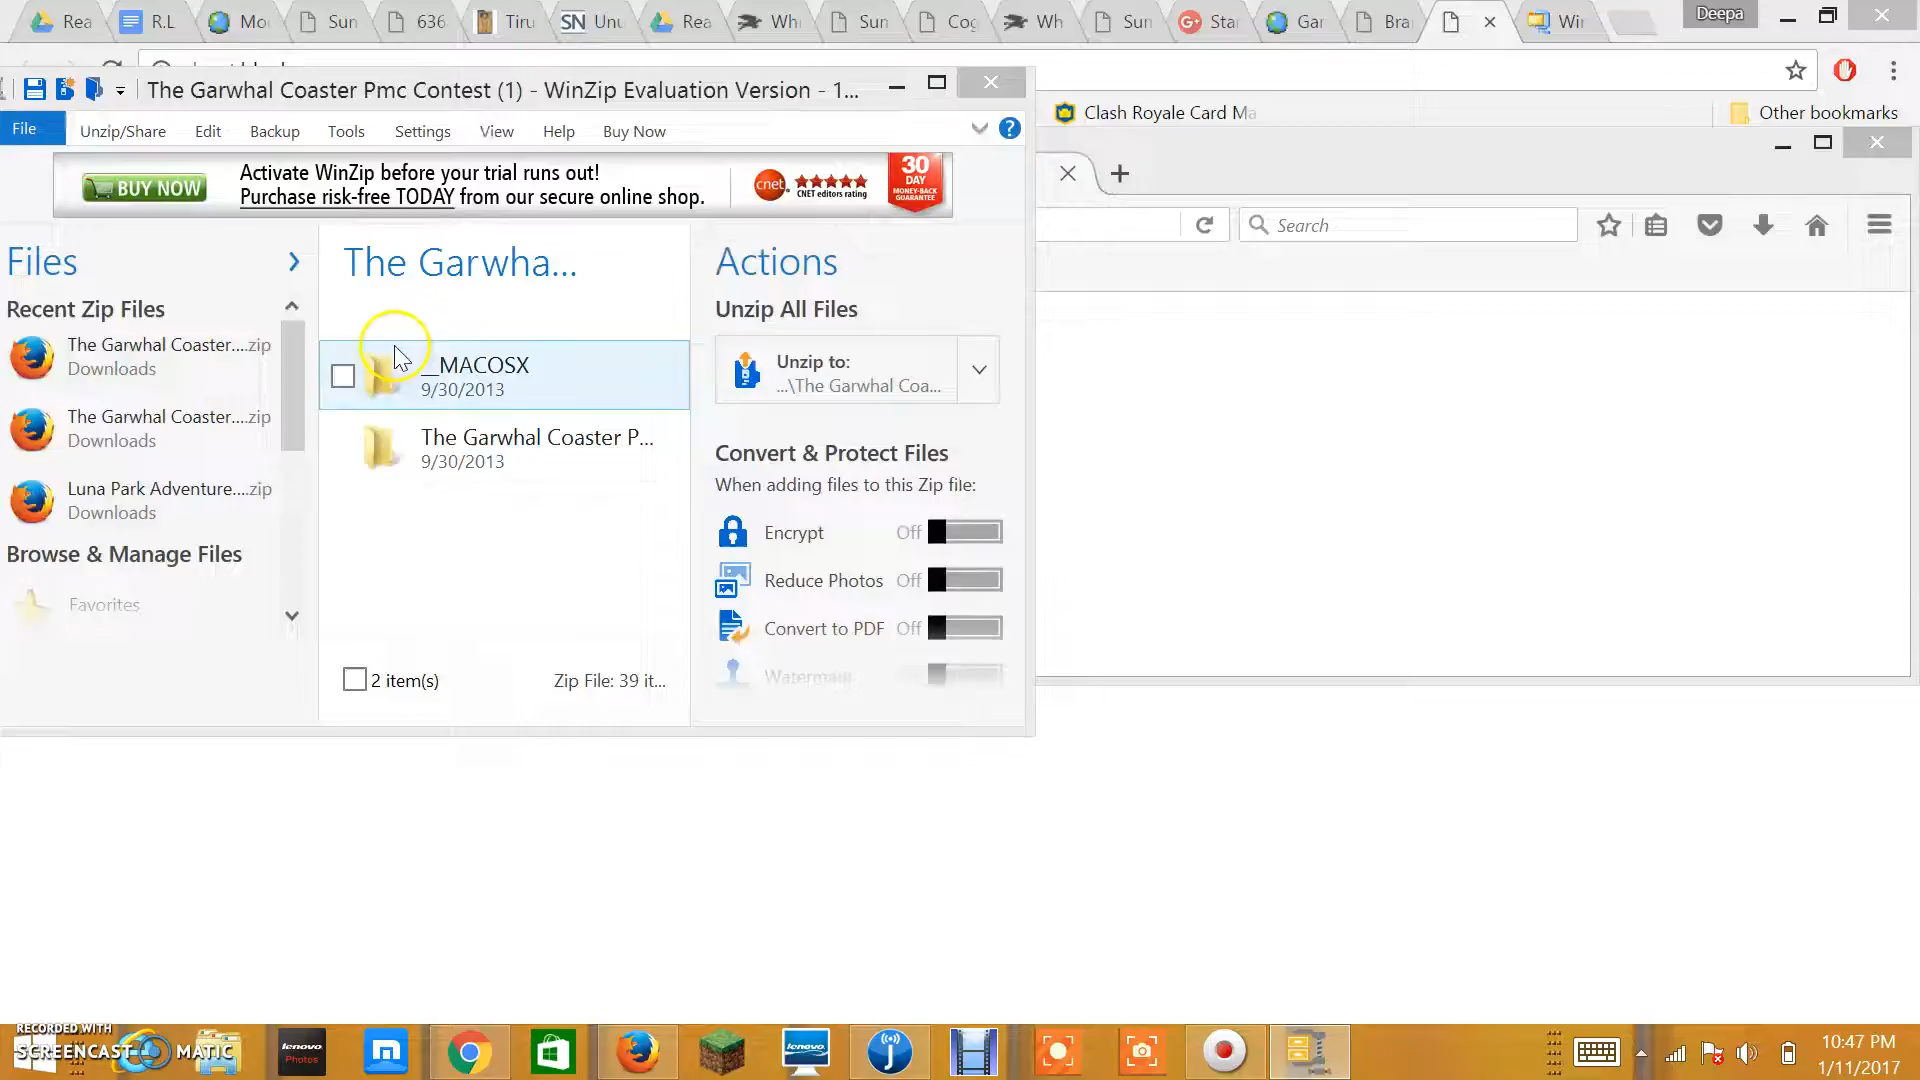 Rea
R.L
Mo
Sun
636
Tiru
SN Unu
Rea
Wh
Sun
Cog
Wh
Sun
G+ Sta
Gar
Bra
Win
Deepa
The Garwhal Coaster Pmc Contest (1) - WinZip Evaluation Version - 1...
Clash Royale Card Ma
Other bookmarks
File
Unzip/Share
Edit
Backup
Tools
Settings
View
Help
Buy Now
BUY NOW
Activate WinZip before your trial runs out!
Purchase risk-free TODAY from our secure online shop.
cnet
CNET editors rating
30
DAY
MONEY-BACK
GUARANTEE
Search
Files
Recent Zip Files
The Garwhal Coaster....zip
Downloads
The Garwhal Coaster....zip
Downloads
Luna Park Adventure....zip
Downloads
Browse & Manage Files
Favorites
The Garwha...
__MACOSX
9/30/2013
The Garwhal Coaster P...
9/30/2013
2 item(s)
Zip File: 39 it...
Actions
Unzip All Files
Unzip to:
...\The Garwhal Coa...
Convert & Protect Files
When adding files to this Zip file:
Encrypt Off
Reduce Photos Off
Convert to PDF Off
Watermark
RECORDED WITH
SCREENCAST MATIC
lenovo
Photos
lenovo
10:47 PM
1/11/2017